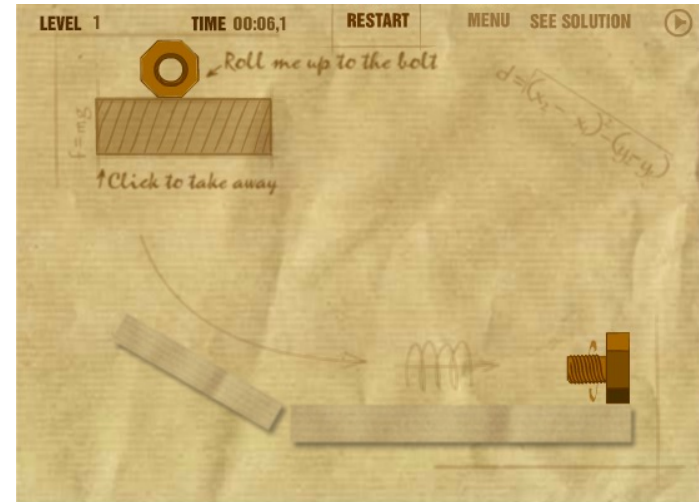 LEVEL 1 TIME 00:06,1 RESTART MENU SEE SOLUTION
Roll me up to the bolt
f=mg
Click to take away